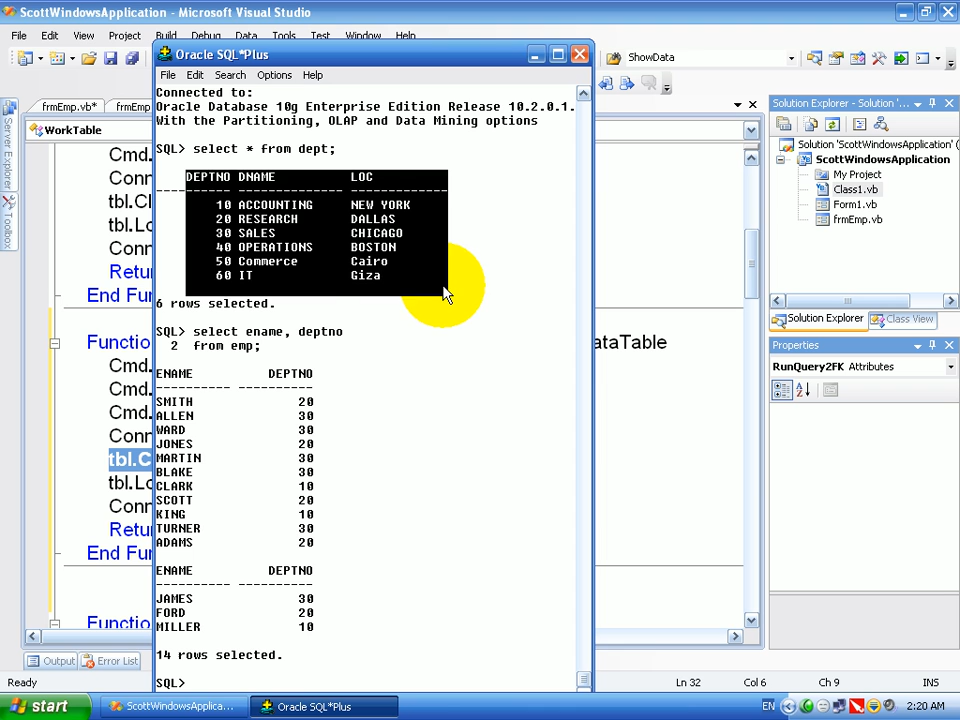 ScottWindowsApplication - Microsoft Visual Studio
File Edit View Project Build Debug Data Tools Test Window Help
ShowData
frmEmp.vb*
frmEmp
WorkTable
Server Explorer
Toolbox
Cmd.
Conn
tbl.Cl
tbl.Lo
Conn
Retu
End Fun
Functio
ataTable
Cmd.
Cmd.
Cmd.
Conn
tbl.C
tbl.Lo
Conn
Retu
End Fun
Functio
Oracle SQL*Plus
File Edit Search Options Help
Connected to:
Oracle Database 10g Enterprise Edition Release 10.2.0.1.
With the Partitioning, OLAP and Data Mining options
SQL> select * from dept;
DEPTNO DNAME LOC
---------- -------------- -------------
10 ACCOUNTING NEW YORK
20 RESEARCH DALLAS
30 SALES CHICAGO
40 OPERATIONS BOSTON
50 Commerce Cairo
60 IT Giza
6 rows selected.
SQL> select ename, deptno
2 from emp;
ENAME DEPTNO
---------- ----------
SMITH 20
ALLEN 30
WARD 30
JONES 20
MARTIN 30
BLAKE 30
CLARK 10
SCOTT 20
KING 10
TURNER 30
ADAMS 20
ENAME DEPTNO
---------- ----------
JAMES 30
FORD 20
MILLER 10
14 rows selected.
SQL>
Solution Explorer - Solution '...
Solution 'ScottWindowsApplication' (
ScottWindowsApplication
My Project
Class1.vb
Form1.vb
frmEmp.vb
Solution Explorer
Class View
Properties
RunQuery2FK Attributes
Output
Error List
Ready
Ln 32 Col 6 Ch 9 INS
start
ScottWindowsApplica...
Oracle SQL*Plus
EN
2:20 AM